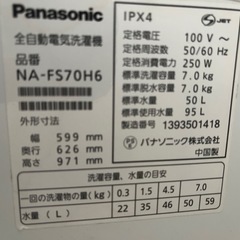 Panasonic
全自動電気洗濯機
品番
NA-FS70H6
外形寸法
幅 599 mm
奥行 626 mm
高さ 971 mm
IPX4
JET
定格電圧 100 V～
定格周波数 50/60 Hz
定格消費電力 250 W
標準洗濯容量 7.0 kg
標準脱水容量 7.0 kg
標準水量 50 L
標準使用水量 95 L
製造番号 1393501418
パナソニック株式会社
中国製
洗濯物量、水量の目安
一回の洗濯物の量(kg) 0.3 1.5 4.5 7.0
水量(L) 22 35 46 50 59